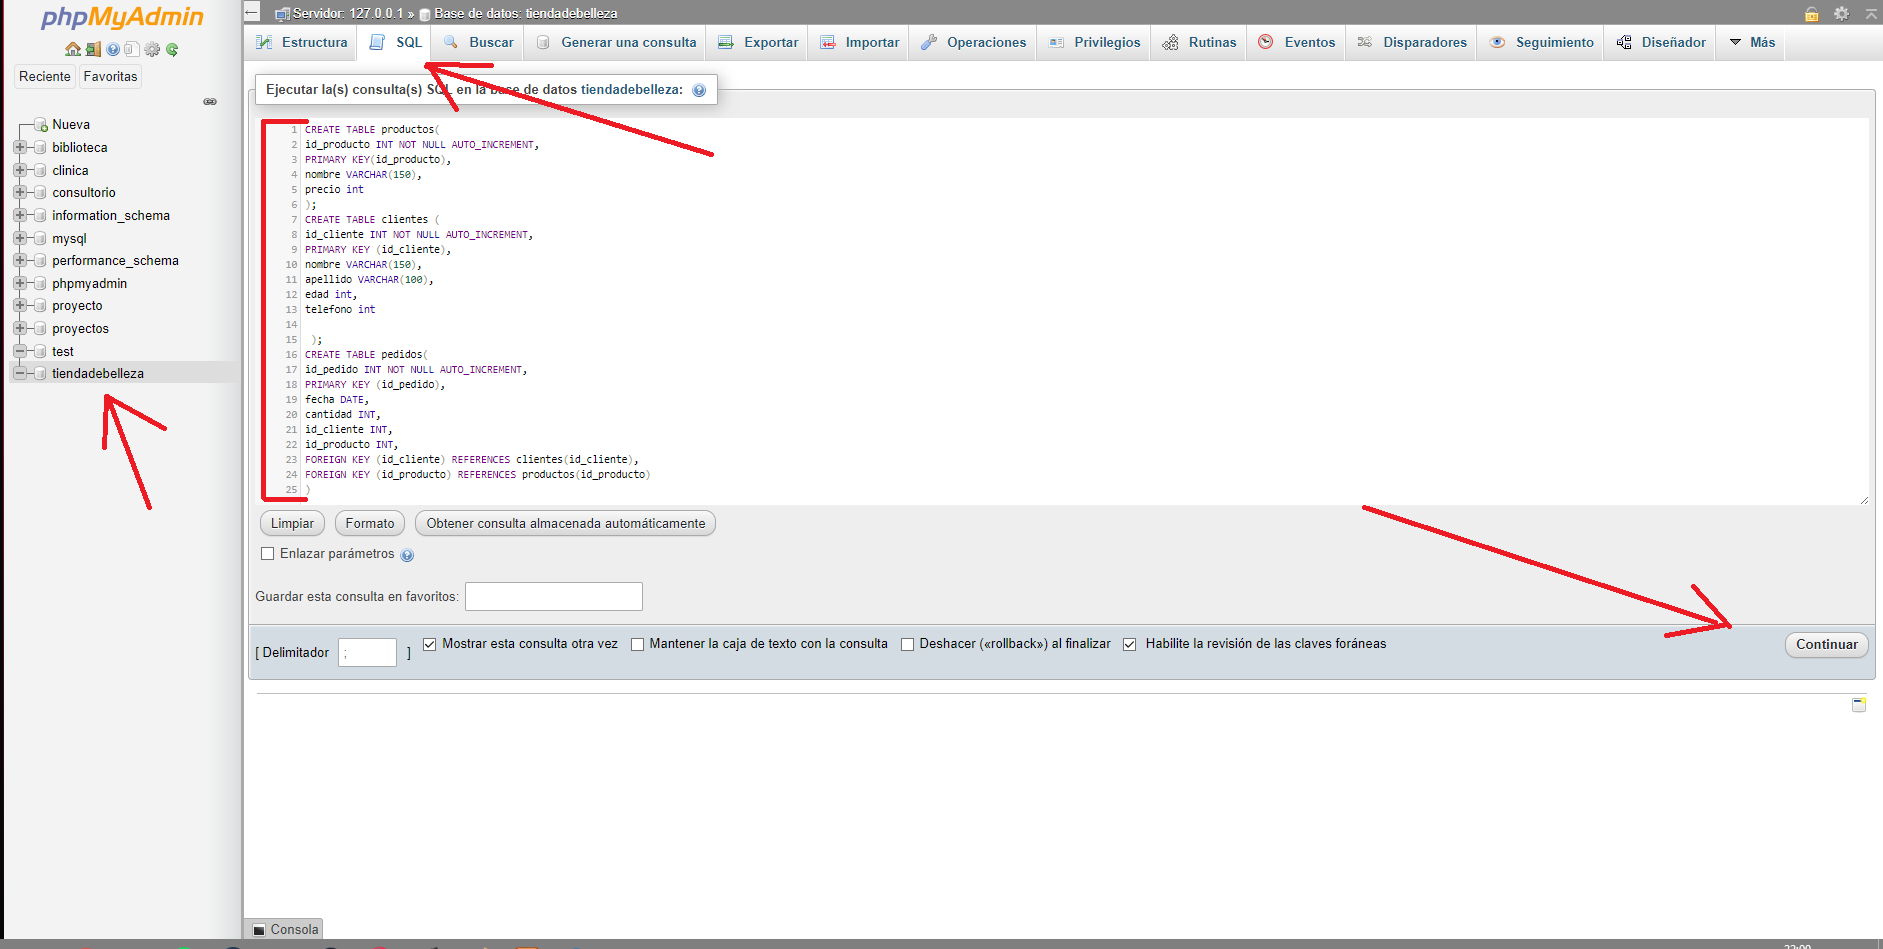 phpMyAdmin
Reciente
Favoritas
Nueva
biblioteca
clinica
consultorio
information_schema
mysql
performance_schema
phpmyadmin
proyecto
proyectos
test
tiendadebelleza
Servidor: 127.0.0.1 » Base de datos: tiendadebelleza
Estructura SQL Buscar Generar una consulta Exportar Importar Operaciones Privilegios Rutinas Eventos Disparadores Seguimiento Diseñador Más
Ejecutar la(s) consulta(s) SQL en la base de datos tiendadebelleza:
1 CREATE TABLE productos(
2 id_producto INT NOT NULL AUTO_INCREMENT,
3 PRIMARY KEY(id_producto),
4 nombre VARCHAR(150),
5 precio int
6 );
7 CREATE TABLE clientes (
8 id_cliente INT NOT NULL AUTO_INCREMENT,
9 PRIMARY KEY (id_cliente),
10 nombre VARCHAR(150),
11 apellido VARCHAR(100),
12 edad int,
13 telefono int
14
15 );
16 CREATE TABLE pedidos(
17 id_pedido INT NOT NULL AUTO_INCREMENT,
18 PRIMARY KEY (id_pedido),
19 fecha DATE,
20 cantidad INT,
21 id_cliente INT,
22 id_producto INT,
23 FOREIGN KEY (id_cliente) REFERENCES clientes(id_cliente),
24 FOREIGN KEY (id_producto) REFERENCES productos(id_producto)
25 )
Limpiar Formato Obtener consulta almacenada automáticamente
Enlazar parámetros
Guardar esta consulta en favoritos:
[ Delimitador ; ] Mostrar esta consulta otra vez Mantener la caja de texto con la consulta Deshacer («rollback») al finalizar Habilite la revisión de las claves foráneas Continuar
Consola